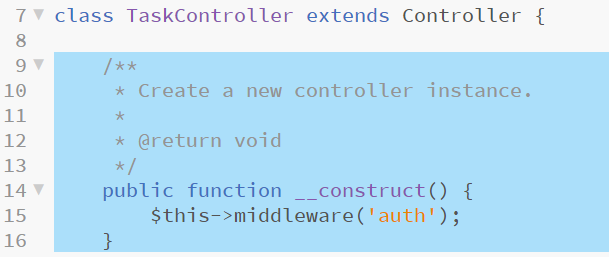 7 class TaskController extends Controller {
8
9 /**
10 * Create a new controller instance.
11 *
12 * @return void
13 */
14 public function __construct() {
15 $this->middleware('auth');
16 }